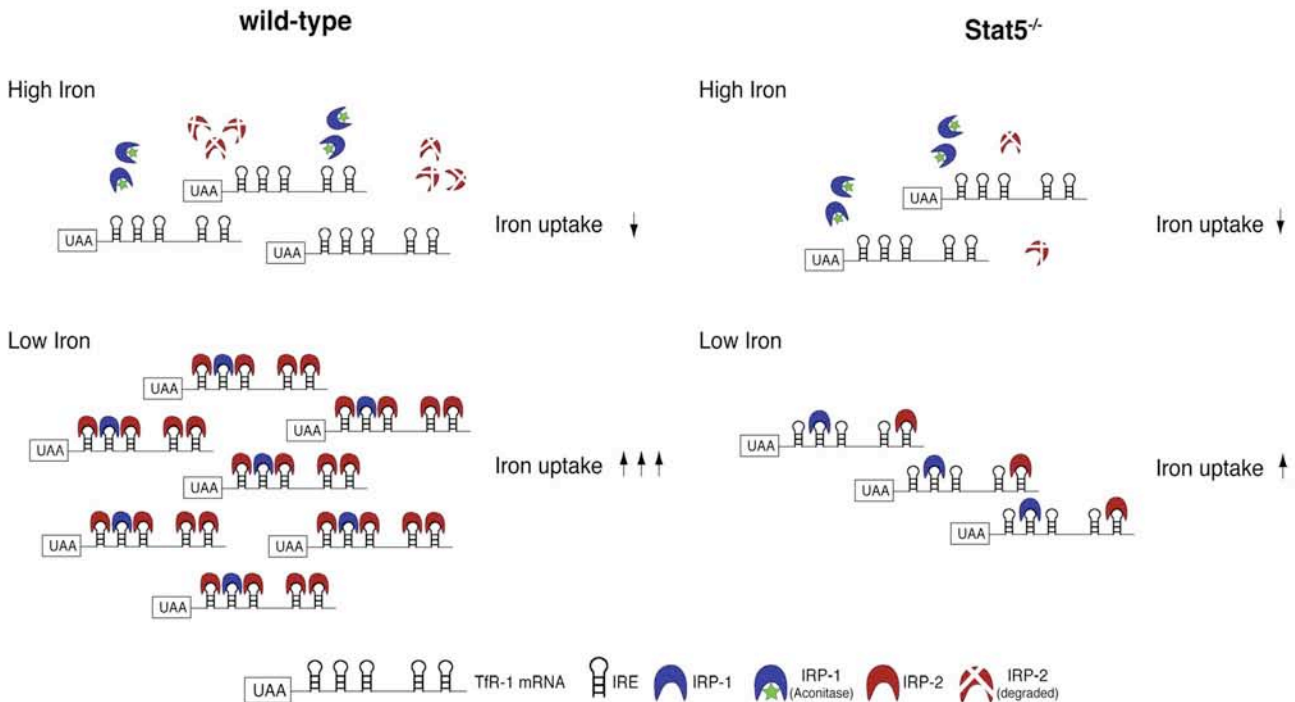 wild-type
Stat5-/-
High Iron
High Iron
UAA
UAA
UAA
Iron uptake
UAA
UAA
Iron uptake
Low Iron
Low Iron
UAA
UAA
UAA
UAA
UAA
UAA
UAA
Iron uptake
UAA
UAA
UAA
Iron uptake
UAA
TfR-1 mRNA
IRE
IRP-1
IRP-1
(Aconitase)
IRP-2
IRP-2
(degraded)